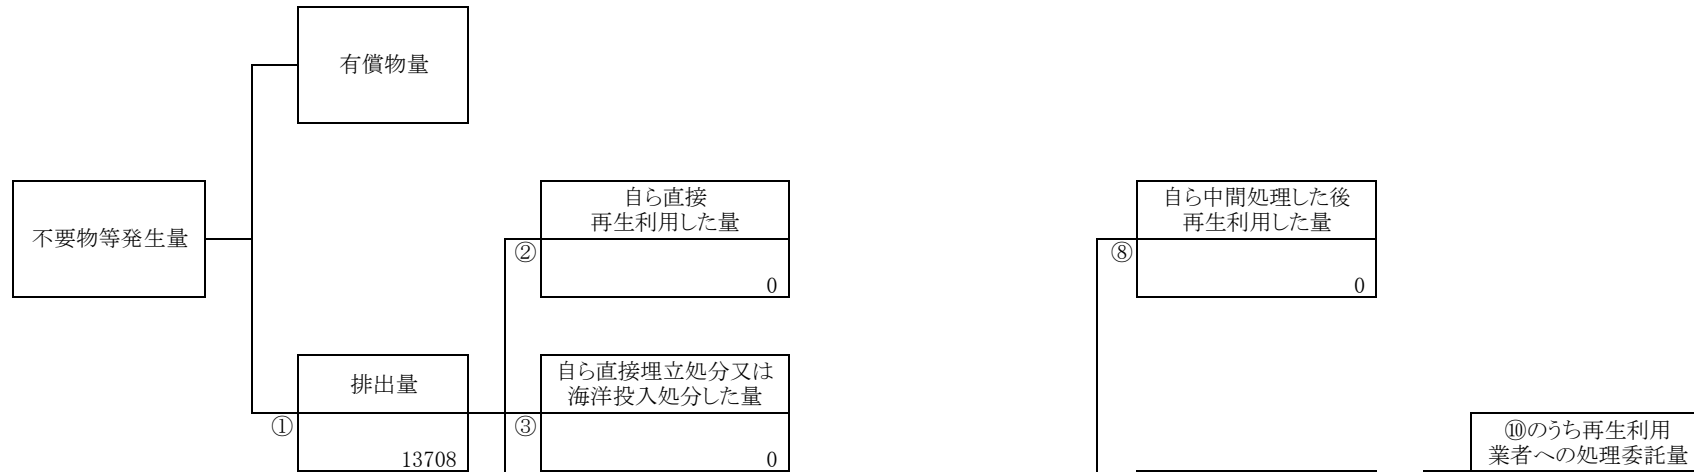 有償物量
不要物等発生量
自ら直接
再生利用した量
②
0
自ら中間処理した後
再生利用した量
⑧
0
排出量
①
13708
自ら直接埋立処分又は
海洋投入処分した量
③
0
⑩のうち再生利用
業者への処理委託量